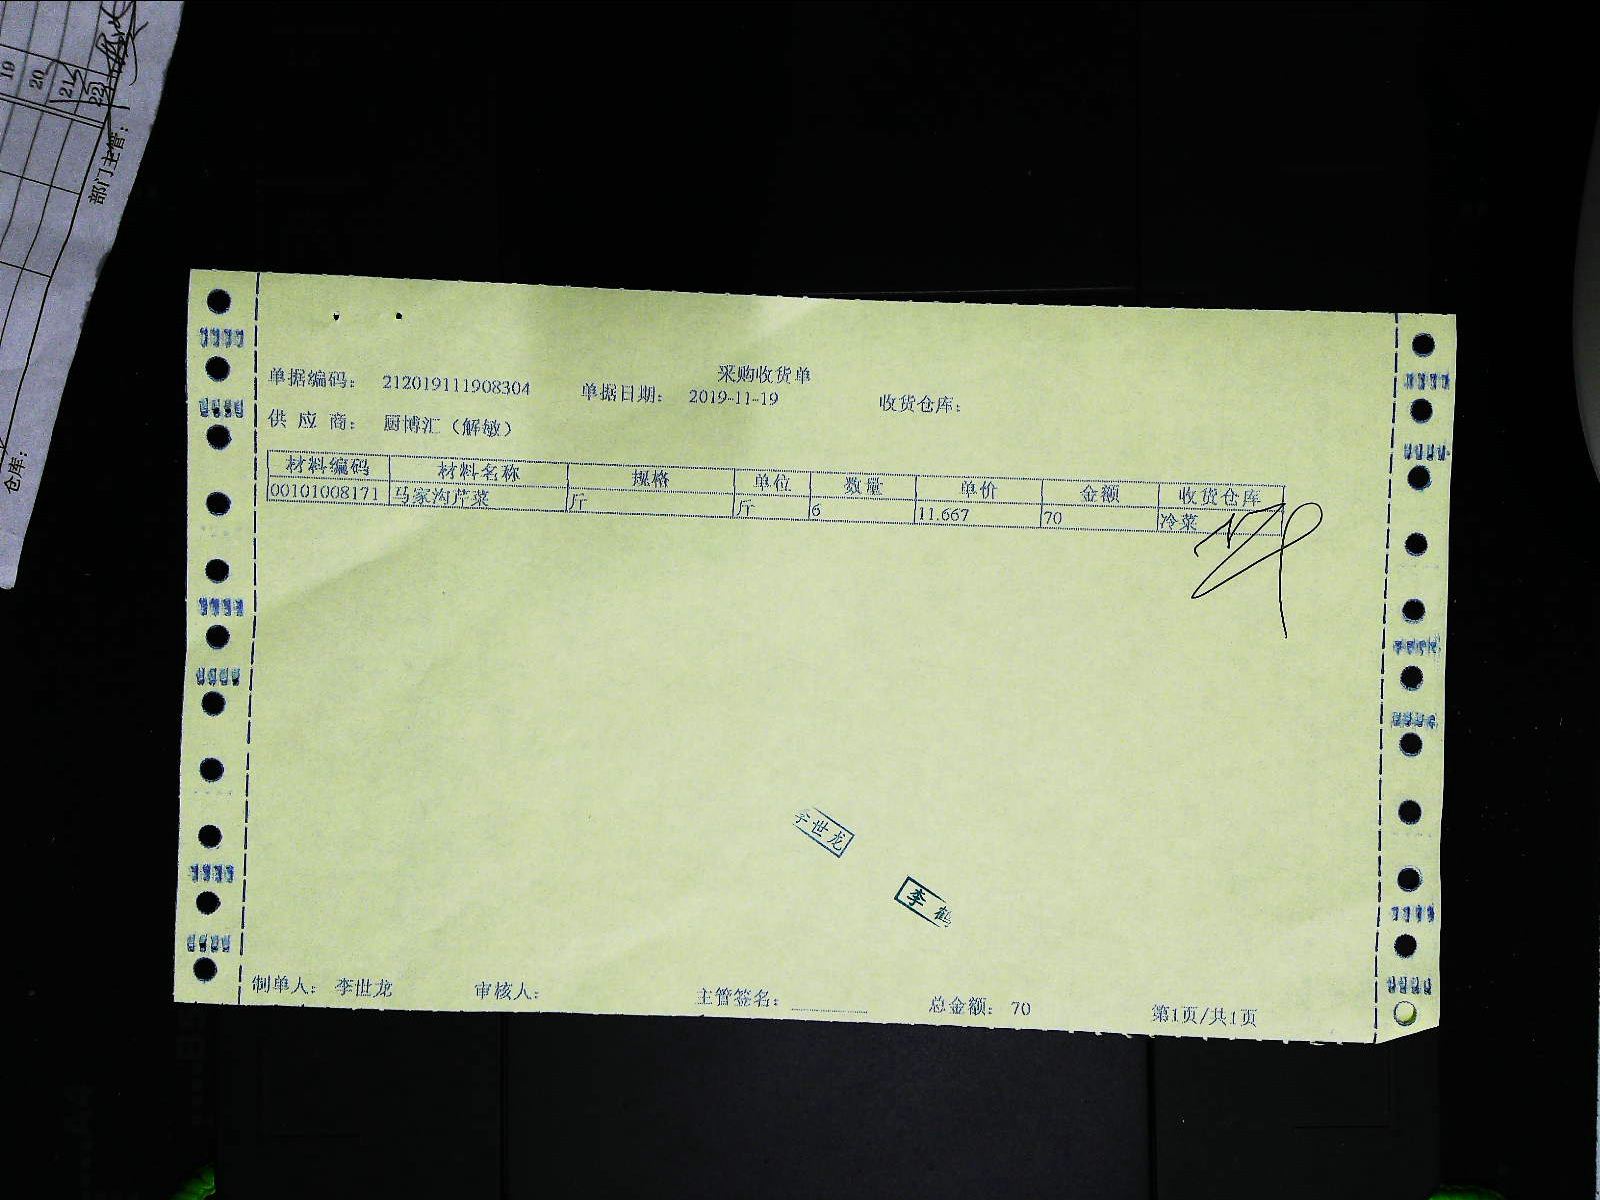 19
20
21
22
部门主管:
仓库:
采购收货单
单据编码: 212019111908304 单据日期: 2019-11-19 收货仓库:
供 应 商: 厨博汇(解敏)
材料编码 材料名称 规格 单位 数量 单价 金额 收货仓库
00101008171 马家沟芹菜 斤 斤 6 11.667 70 冷菜
李世龙
李 鹤
制单人: 李世龙 审核人: 主管签名: 总金额: 70 第1页/共1页